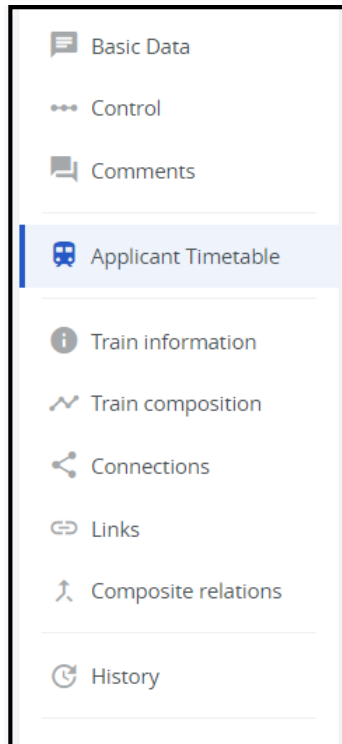 Basic Data
Control
Comments
Applicant Timetable
Train information
Train composition
Connections
Links
Composite relations
History